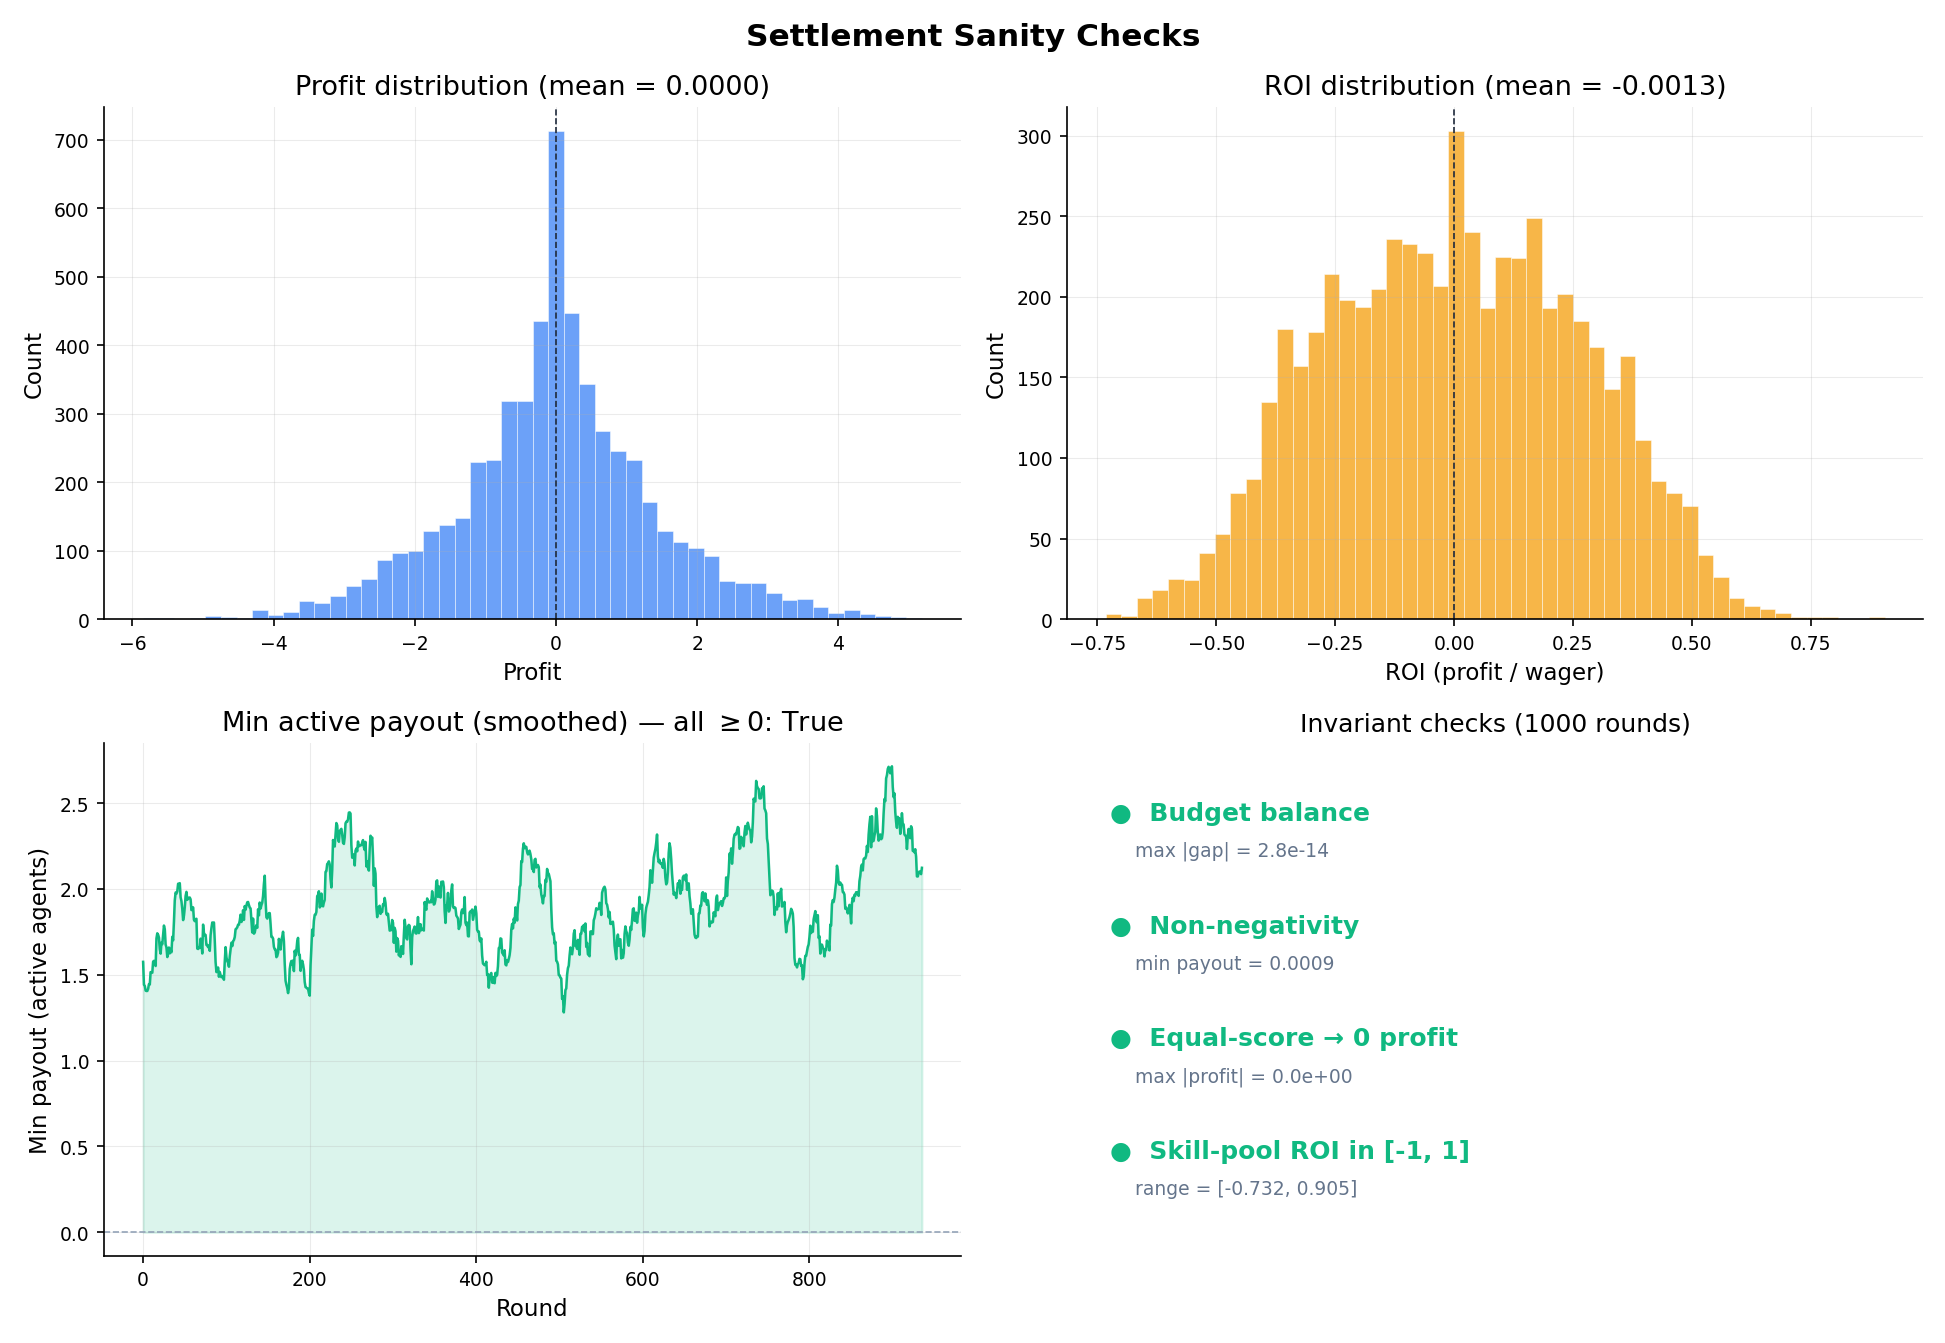 Settlement Sanity Checks
Profit distribution (mean = 0.0000)
700
600
500
400
300
200
100
0
Count
−6
−4
−2
0
2
4
Profit
ROI distribution (mean = -0.0013)
300
250
200
150
100
50
0
Count
−0.75
−0.50
−0.25
0.00
0.25
0.50
0.75
ROI (profit / wager)
Min active payout (smoothed) — all ≥0: True
2.5
2.0
1.5
1.0
0.5
0.0
Min payout (active agents)
0
200
400
600
800
Round
Invariant checks (1000 rounds)
● Budget balance
max |gap| = 2.8e-14
● Non-negativity
min payout = 0.0009
● Equal-score → 0 profit
max |profit| = 0.0e+00
● Skill-pool ROI in [-1, 1]
range = [-0.732, 0.905]